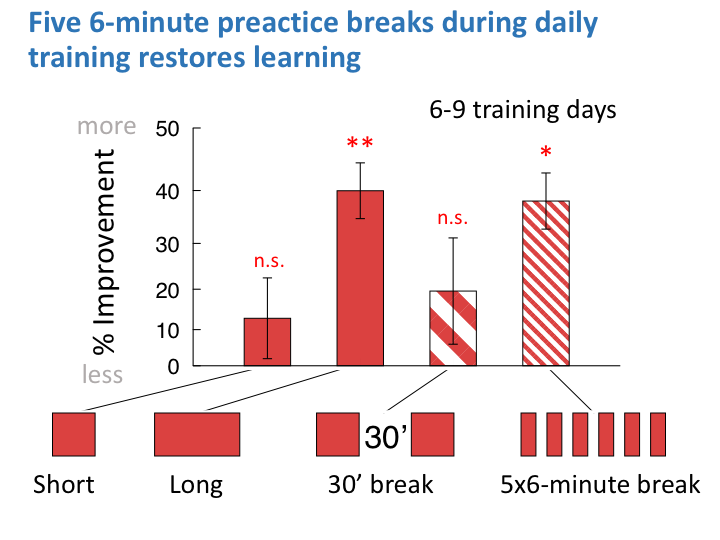 Five 6-minute preactice breaks during daily
training restores learning
6-9 training days
more
50
40
30
20
10
0
less
% Improvement
n.s.
**
n.s.
*
30’
Short
Long
30’ break
5x6-minute break